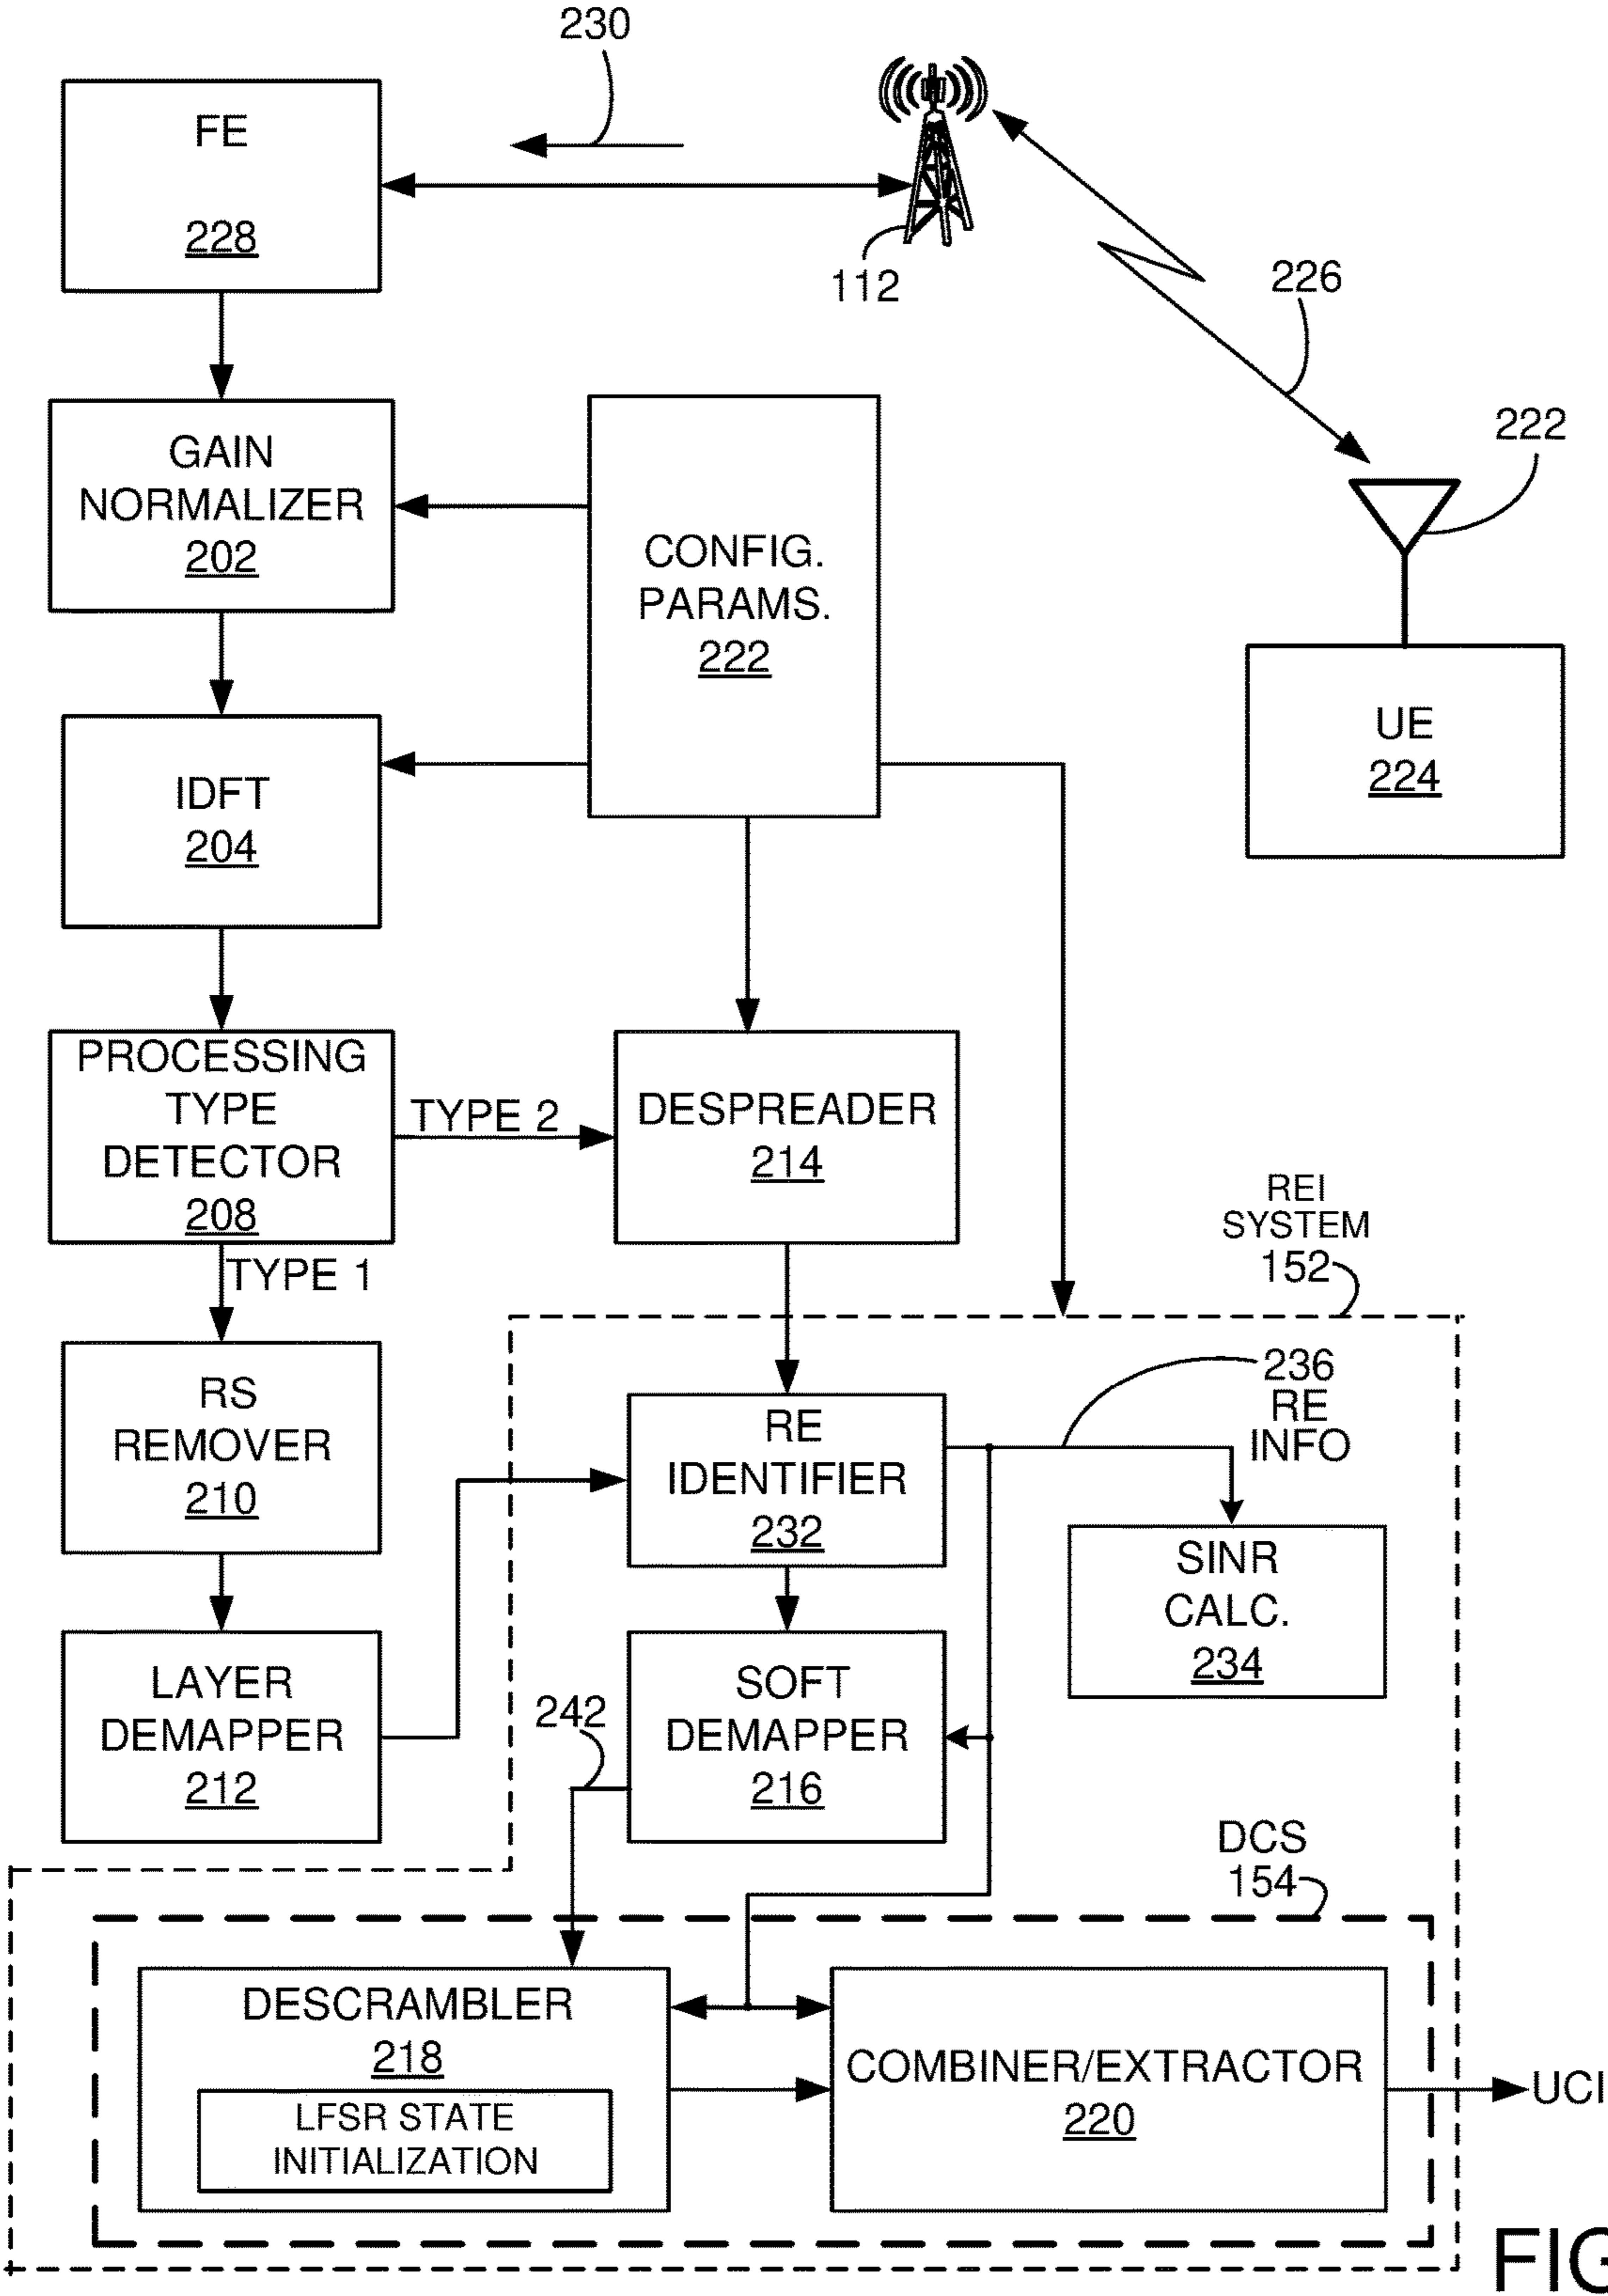 230
FE
228
112
226
222
GAIN
NORMALIZER
202
CONFIG.
PARAMS.
222
UE
224
IDFT
204
PROCESSING
TYPE
DETECTOR
208
TYPE 2
DESPREADER
214
TYPE 1
REI
SYSTEM
152
RS
REMOVER
210
RE
IDENTIFIER
232
236
RE
INFO
SINR
CALC.
234
LAYER
DEMAPPER
212
242
SOFT
DEMAPPER
216
DCS
154
DESCRAMBLER
218
LFSR STATE
INITIALIZATION
COMBINER/EXTRACTOR
220
UCI
FIG